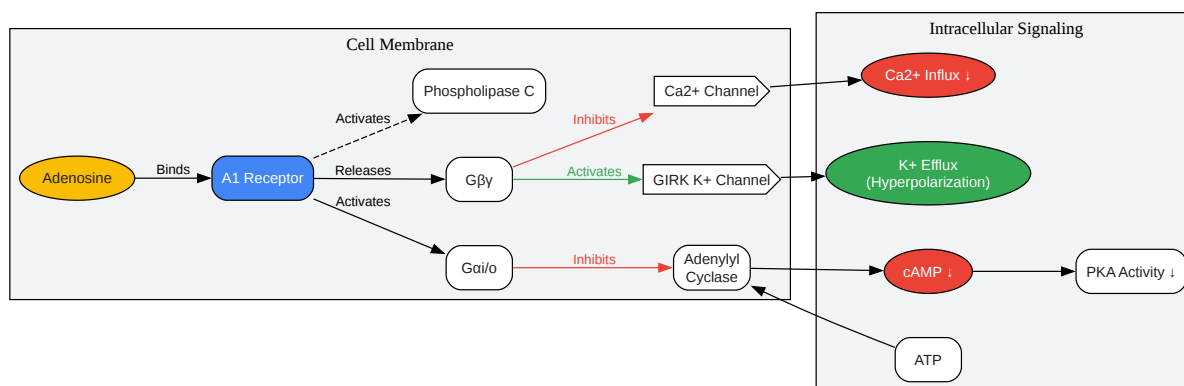 Cell Membrane
Intracellular Signaling
Phospholipase C
Ca2+ Channel
Ca2+ Influx ↓
Activates
Inhibits
Adenosine
Binds
A1 Receptor
Releases
Gβγ
Activates
GIRK K+ Channel
K+ Efflux
(Hyperpolarization)
Activates
Gαi/o
Inhibits
Adenylyl
Cyclase
cAMP ↓
PKA Activity ↓
ATP